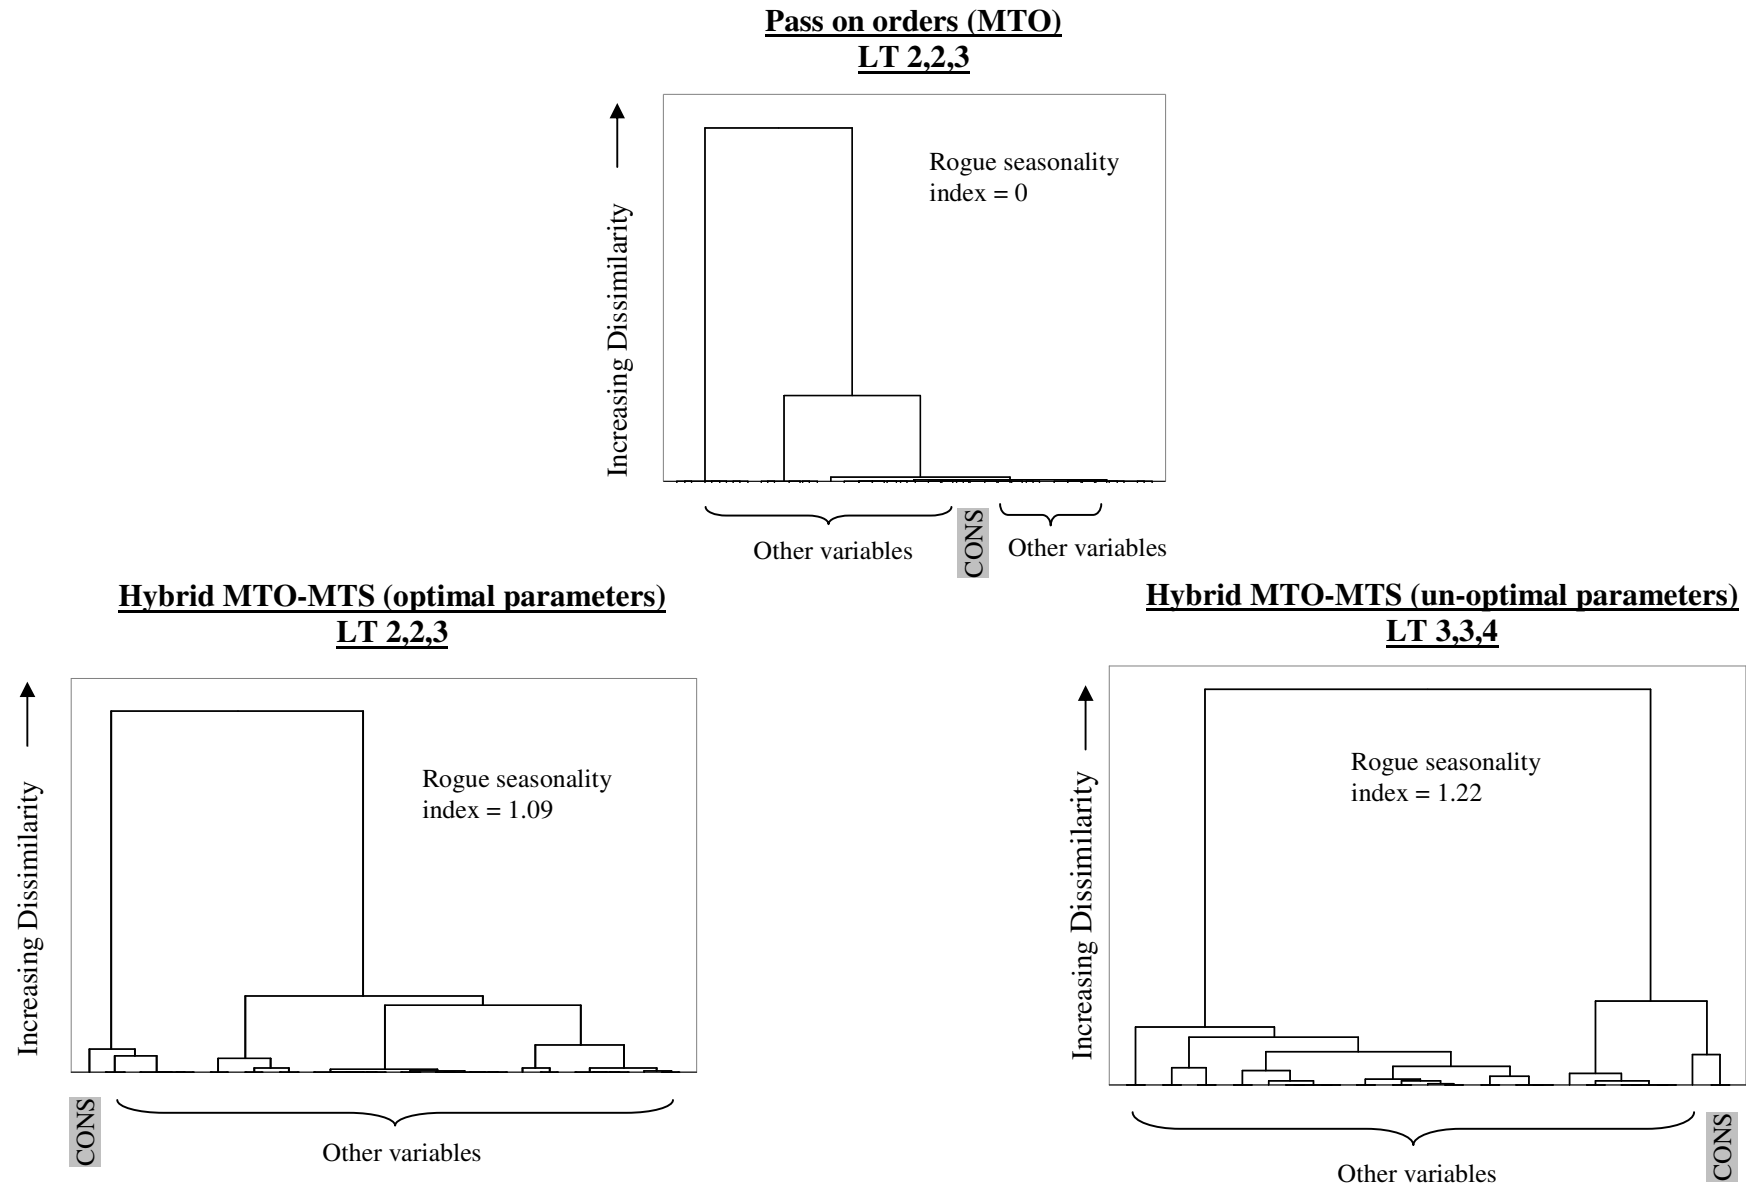 Pass on orders (MTO)
LT 2,2,3
Increasing Dissimilarity
Rogue seasonality
index = 0
Other variables
CONS
Other variables
Hybrid MTO-MTS (optimal parameters)
LT 2,2,3
Increasing Dissimilarity
Rogue seasonality
index = 1.09
CONS
Other variables
Hybrid MTO-MTS (un-optimal parameters)
LT 3,3,4
Increasing Dissimilarity
Rogue seasonality
index = 1.22
Other variables
CONS